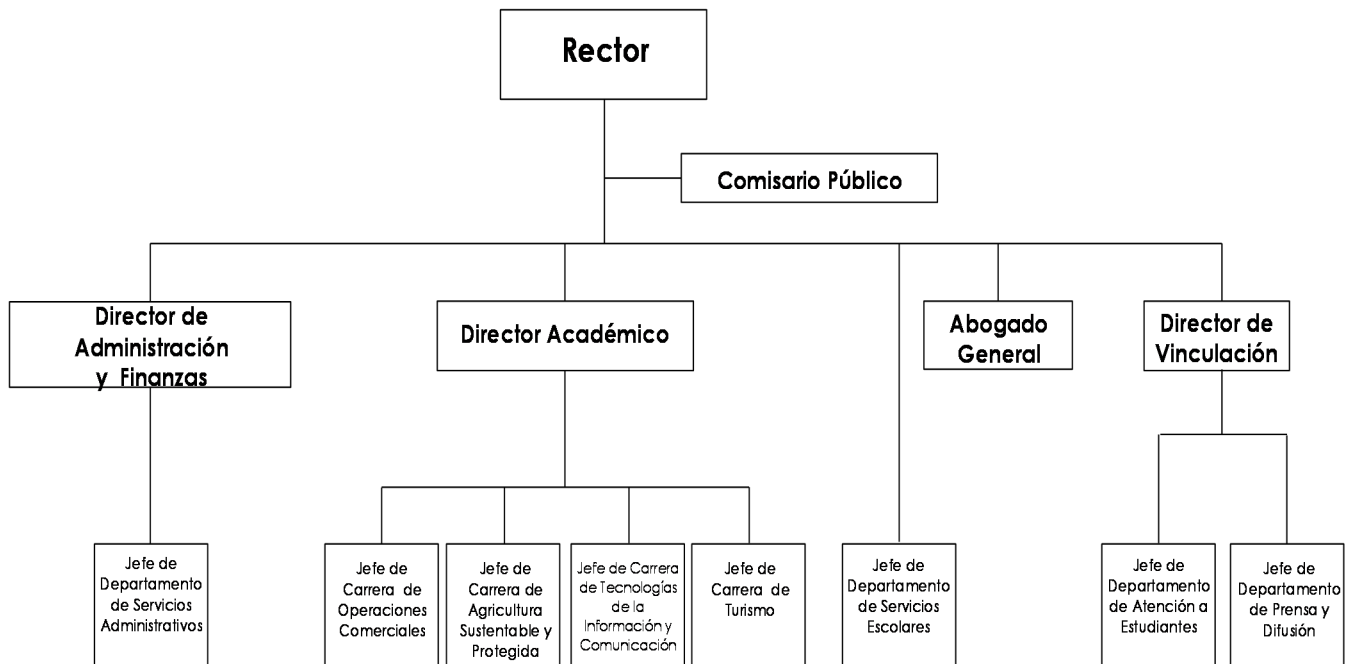 Rector
Comisario Público
Director de
Administración
y Finanzas
Director Académico
Abogado
General
Director de
Vinculación
Jefe de
Departamento
de Servicios
Administrativos
Jefe de
Carrera de
Operaciones
Comerciales
Jefe de
Carrera de
Agricultura
Sustentable y
Protegida
Jefe de Carrera
de Tecnologías
de la
Información y
Comunicación
Jefe de
Carrera de
Turismo
Jefe de
Departamento
de Servicios
Escolares
Jefe de
Departamento
de Atención a
Estudiantes
Jefe de
Departamento
de Prensa y
Difusión